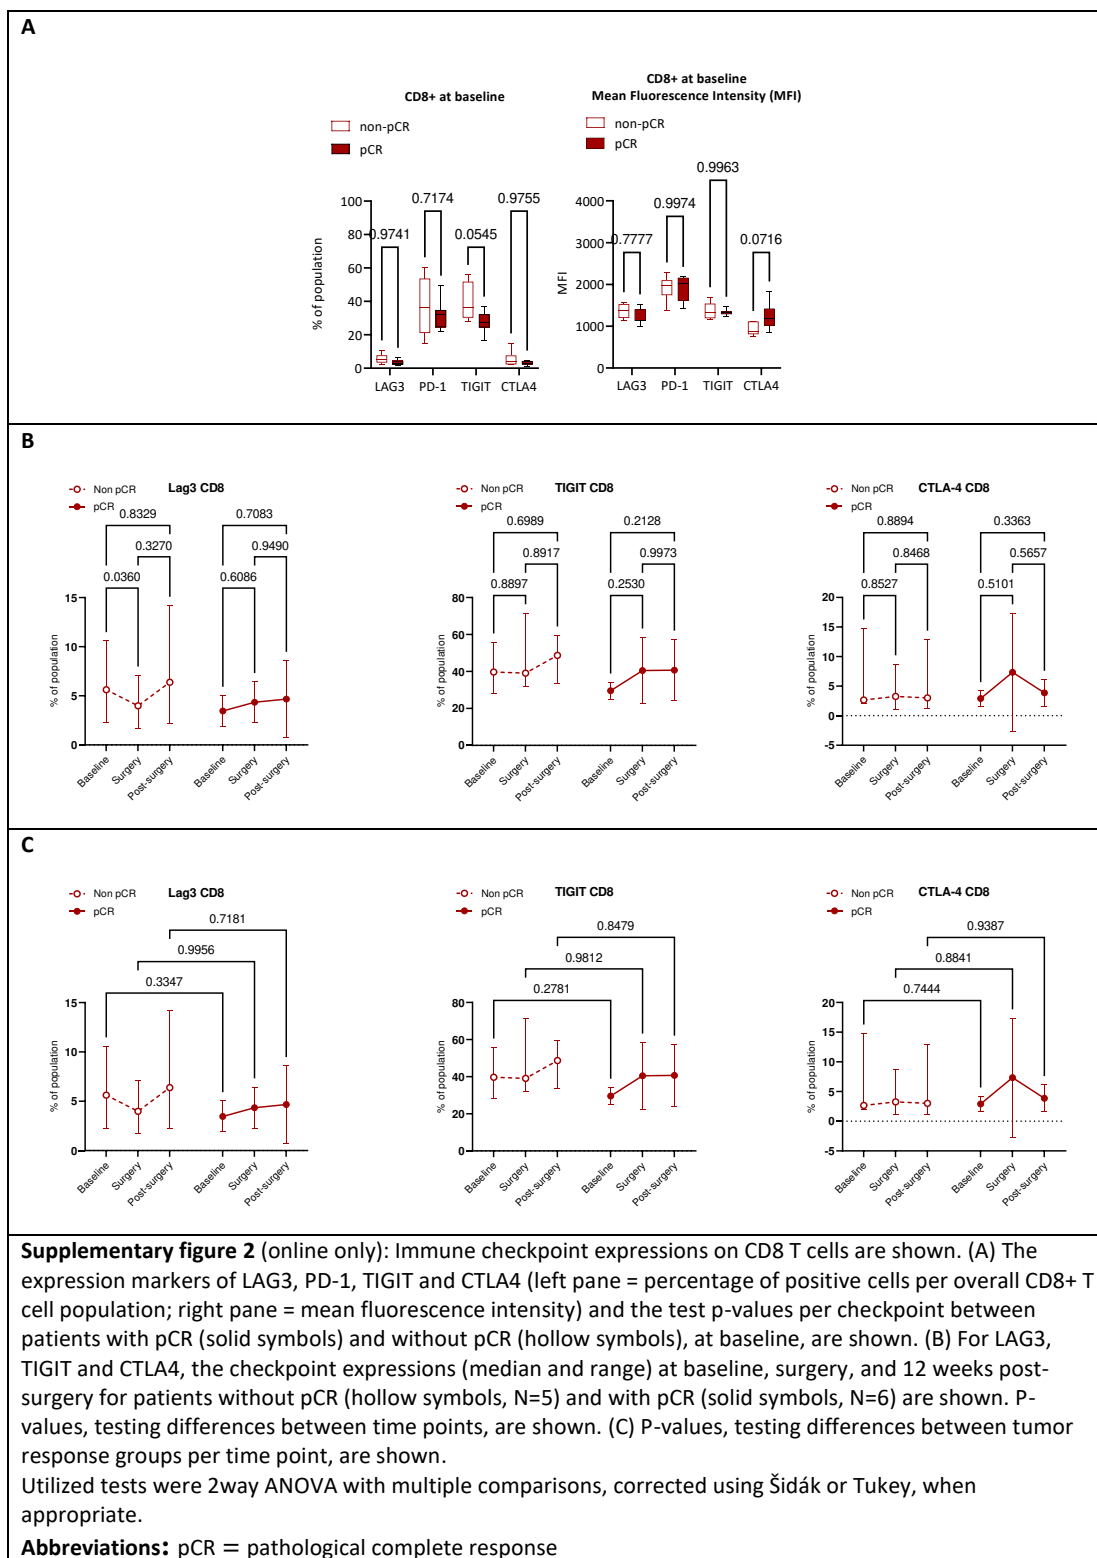 A
CD8+ at baseline
non-pCR
pCR
0.9741
0.7174
0.0545
0.9755
% of population
100
80
60
40
20
0
LAG3 PD-1 TIGIT CTLA4
CD8+ at baseline
Mean Fluorescence Intensity (MFI)
non-pCR
pCR
0.7777
0.9974
0.9963
0.0716
MFI
4000
3000
2000
1000
0
LAG3 PD-1 TIGIT CTLA4
B
Non pCR
pCR
Lag3 CD8
0.8329
0.3270
0.0360
0.7083
0.9490
0.6086
% of population
15
10
5
0
Baseline
Surgery
Post-surgery
Baseline
Surgery
Post-surgery
Non pCR
pCR
TIGIT CD8
0.6989
0.8917
0.8897
0.2128
0.9973
0.2530
% of population
80
60
40
20
0
Baseline
Surgery
Post-surgery
Baseline
Surgery
Post-surgery
Non pCR
pCR
CTLA-4 CD8
0.8894
0.8468
0.8527
0.3363
0.5657
0.5101
% of population
20
15
10
5
0
-5
Baseline
Surgery
Post-surgery
Baseline
Surgery
Post-surgery
C
Non pCR
pCR
Lag3 CD8
0.7181
0.9956
0.3347
% of population
15
10
5
0
Baseline
Surgery
Post-surgery
Baseline
Surgery
Post-surgery
Non pCR
pCR
TIGIT CD8
0.8479
0.9812
0.2781
% of population
80
60
40
20
0
Baseline
Surgery
Post-surgery
Baseline
Surgery
Post-surgery
Non pCR
pCR
CTLA-4 CD8
0.9387
0.8841
0.7444
% of population
20
15
10
5
0
-5
Baseline
Surgery
Post-surgery
Baseline
Surgery
Post-surgery
Supplementary figure 2 (online only): Immune checkpoint expressions on CD8 T cells are shown. (A) The
expression markers of LAG3, PD-1, TIGIT and CTLA4 (left pane = percentage of positive cells per overall CD8+ T
cell population; right pane = mean fluorescence intensity) and the test p-values per checkpoint between
patients with pCR (solid symbols) and without pCR (hollow symbols), at baseline, are shown. (B) For LAG3,
TIGIT and CTLA4, the checkpoint expressions (median and range) at baseline, surgery, and 12 weeks post-
surgery for patients without pCR (hollow symbols, N=5) and with pCR (solid symbols, N=6) are shown. P-
values, testing differences between time points, are shown. (C) P-values, testing differences between tumor
response groups per time point, are shown.
Utilized tests were 2way ANOVA with multiple comparisons, corrected using Šidák or Tukey, when
appropriate.
Abbreviations: pCR = pathological complete response